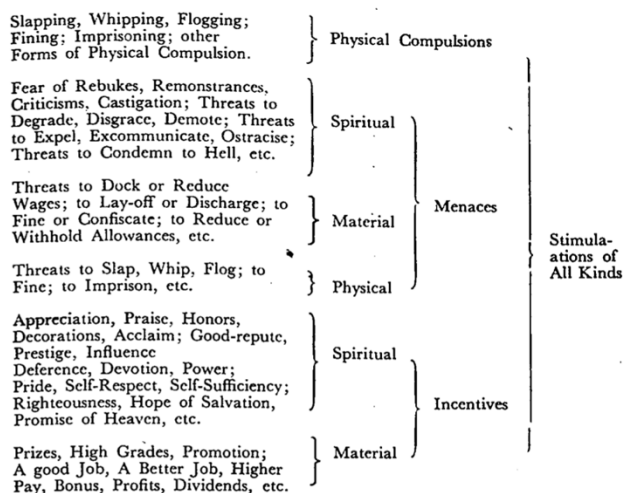 Slapping, Whipping, Flogging;
Fining; Imprisoning; other
Forms of Physical Compulsion.
Physical Compulsions
Fear of Rebukes, Remonstrances,
Criticisms, Castigation; Threats to
Degrade, Disgrace, Demote; Threats
to Expel, Excommunicate, Ostracise;
Threats to Condemn to Hell, etc.
Spiritual
Threats to Dock or Reduce
Wages; to Lay-off or Discharge; to
Fine or Confiscate; to Reduce or
Withhold Allowances, etc.
Material
Threats to Slap, Whip, Flog; to
Fine; to Imprison, etc.
Physical
Menaces
Appreciation, Praise, Honors,
Decorations, Acclaim; Good-repute,
Prestige, Influence
Deference, Devotion, Power;
Pride, Self-Respect, Self-Sufficiency;
Righteousness, Hope of Salvation,
Promise of Heaven, etc.
Spiritual
Prizes, High Grades, Promotion;
A good Job, A Better Job, Higher
Pay, Bonus, Profits, Dividends, etc.
Material
Incentives
Stimula-
ations of
All Kinds